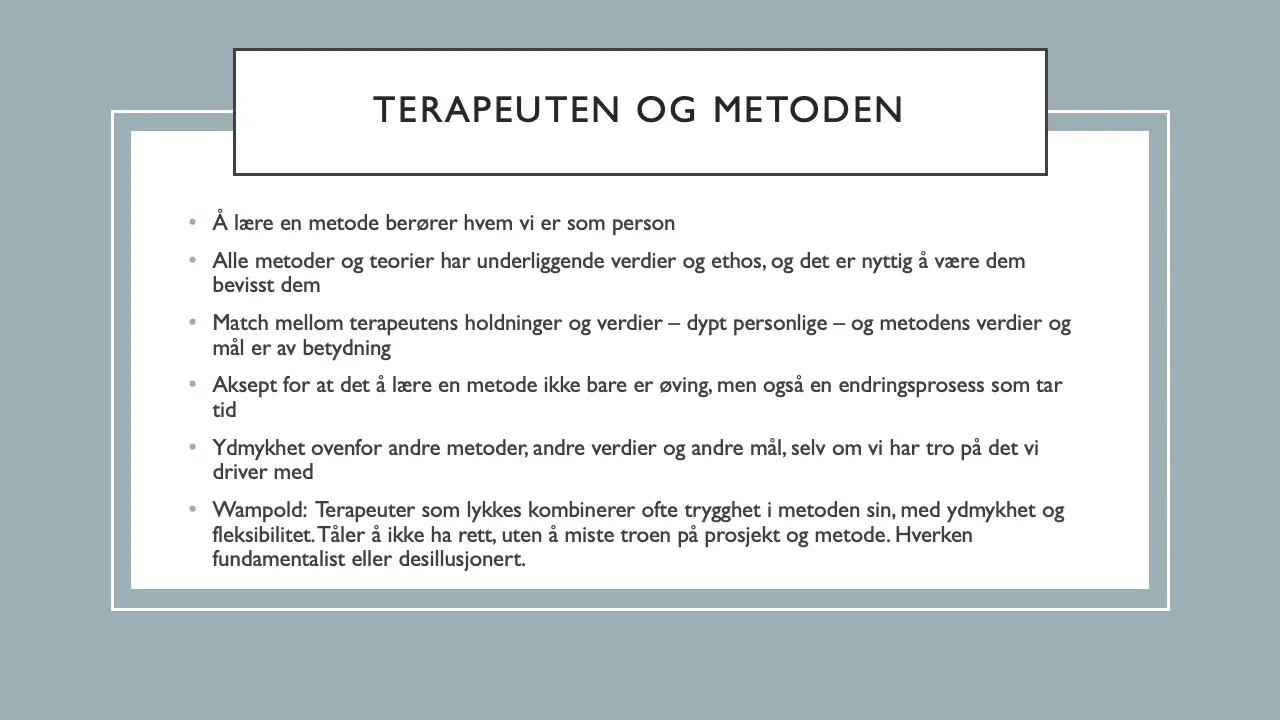 TERAPEUTEN OG METODEN
• Å lære en metode berører hvem vi er som person
• Alle metoder og teorier har underliggende verdier og ethos, og det er nyttig å være dem
bevisst dem
• Match mellom terapeutens holdninger og verdier – dypt personlige – og metodens verdier og
mål er av betydning
• Aksept for at det å lære en metode ikke bare er øving, men også en endringsprosess som tar
tid
• Ydmykhet ovenfor andre metoder, andre verdier og andre mål, selv om vi har tro på det vi
driver med
• Wampold: Terapeuter som lykkes kombinerer ofte trygghet i metoden sin, med ydmykhet og
fleksibilitet. Tåler å ikke ha rett, uten å miste troen på prosjekt og metode. Hverken
fundamentalist eller desillusjonert.